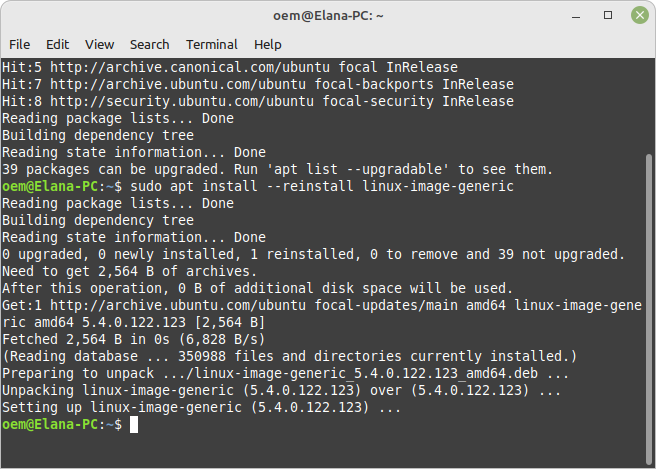 oem@Elana-PC: ~
File Edit View Search Terminal Help
Hit:5 http://archive.canonical.com/ubuntu focal InRelease
Hit:7 http://archive.ubuntu.com/ubuntu focal-backports InRelease
Hit:8 http://security.ubuntu.com/ubuntu focal-security InRelease
Reading package lists... Done
Building dependency tree
Reading state information... Done
39 packages can be upgraded. Run 'apt list --upgradable' to see them.
oem@Elana-PC:~$ sudo apt install --reinstall linux-image-generic
Reading package lists... Done
Building dependency tree
Reading state information... Done
0 upgraded, 0 newly installed, 1 reinstalled, 0 to remove and 39 not upgraded.
Need to get 2,564 B of archives.
After this operation, 0 B of additional disk space will be used.
Get:1 http://archive.ubuntu.com/ubuntu focal-updates/main amd64 linux-image-gene
ric amd64 5.4.0.122.123 [2,564 B]
Fetched 2,564 B in 0s (6,828 B/s)
(Reading database ... 350988 files and directories currently installed.)
Preparing to unpack .../linux-image-generic_5.4.0.122.123_amd64.deb ...
Unpacking linux-image-generic (5.4.0.122.123) over (5.4.0.122.123) ...
Setting up linux-image-generic (5.4.0.122.123) ...
oem@Elana-PC:~$